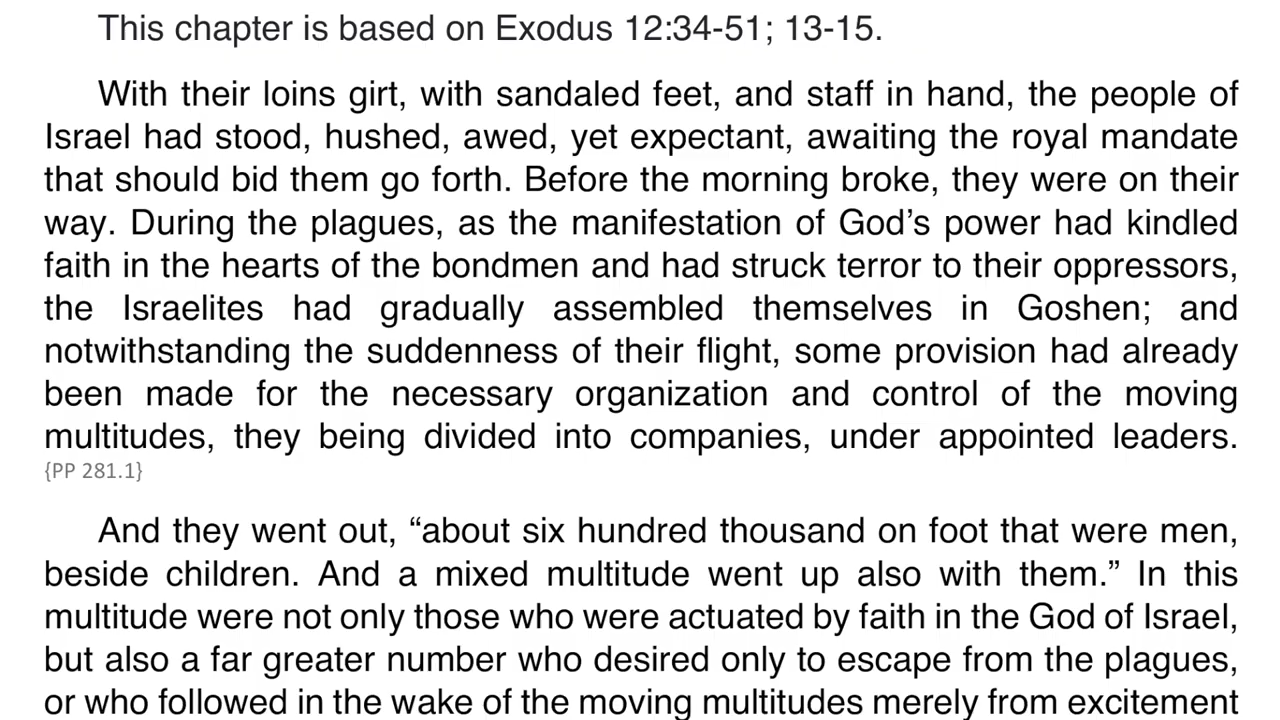 This chapter is based on Exodus 12:34-51; 13-15.
With their loins girt, with sandaled feet, and staff in hand, the people of
Israel had stood, hushed, awed, yet expectant, awaiting the royal mandate
that should bid them go forth. Before the morning broke, they were on their
way. During the plagues, as the manifestation of God’s power had kindled
faith in the hearts of the bondmen and had struck terror to their oppressors,
the Israelites had gradually assembled themselves in Goshen; and
notwithstanding the suddenness of their flight, some provision had already
been made for the necessary organization and control of the moving
multitudes, they being divided into companies, under appointed leaders.
{PP 281.1}
And they went out, “about six hundred thousand on foot that were men,
beside children. And a mixed multitude went up also with them.” In this
multitude were not only those who were actuated by faith in the God of Israel,
but also a far greater number who desired only to escape from the plagues,
or who followed in the wake of the moving multitudes merely from excitement